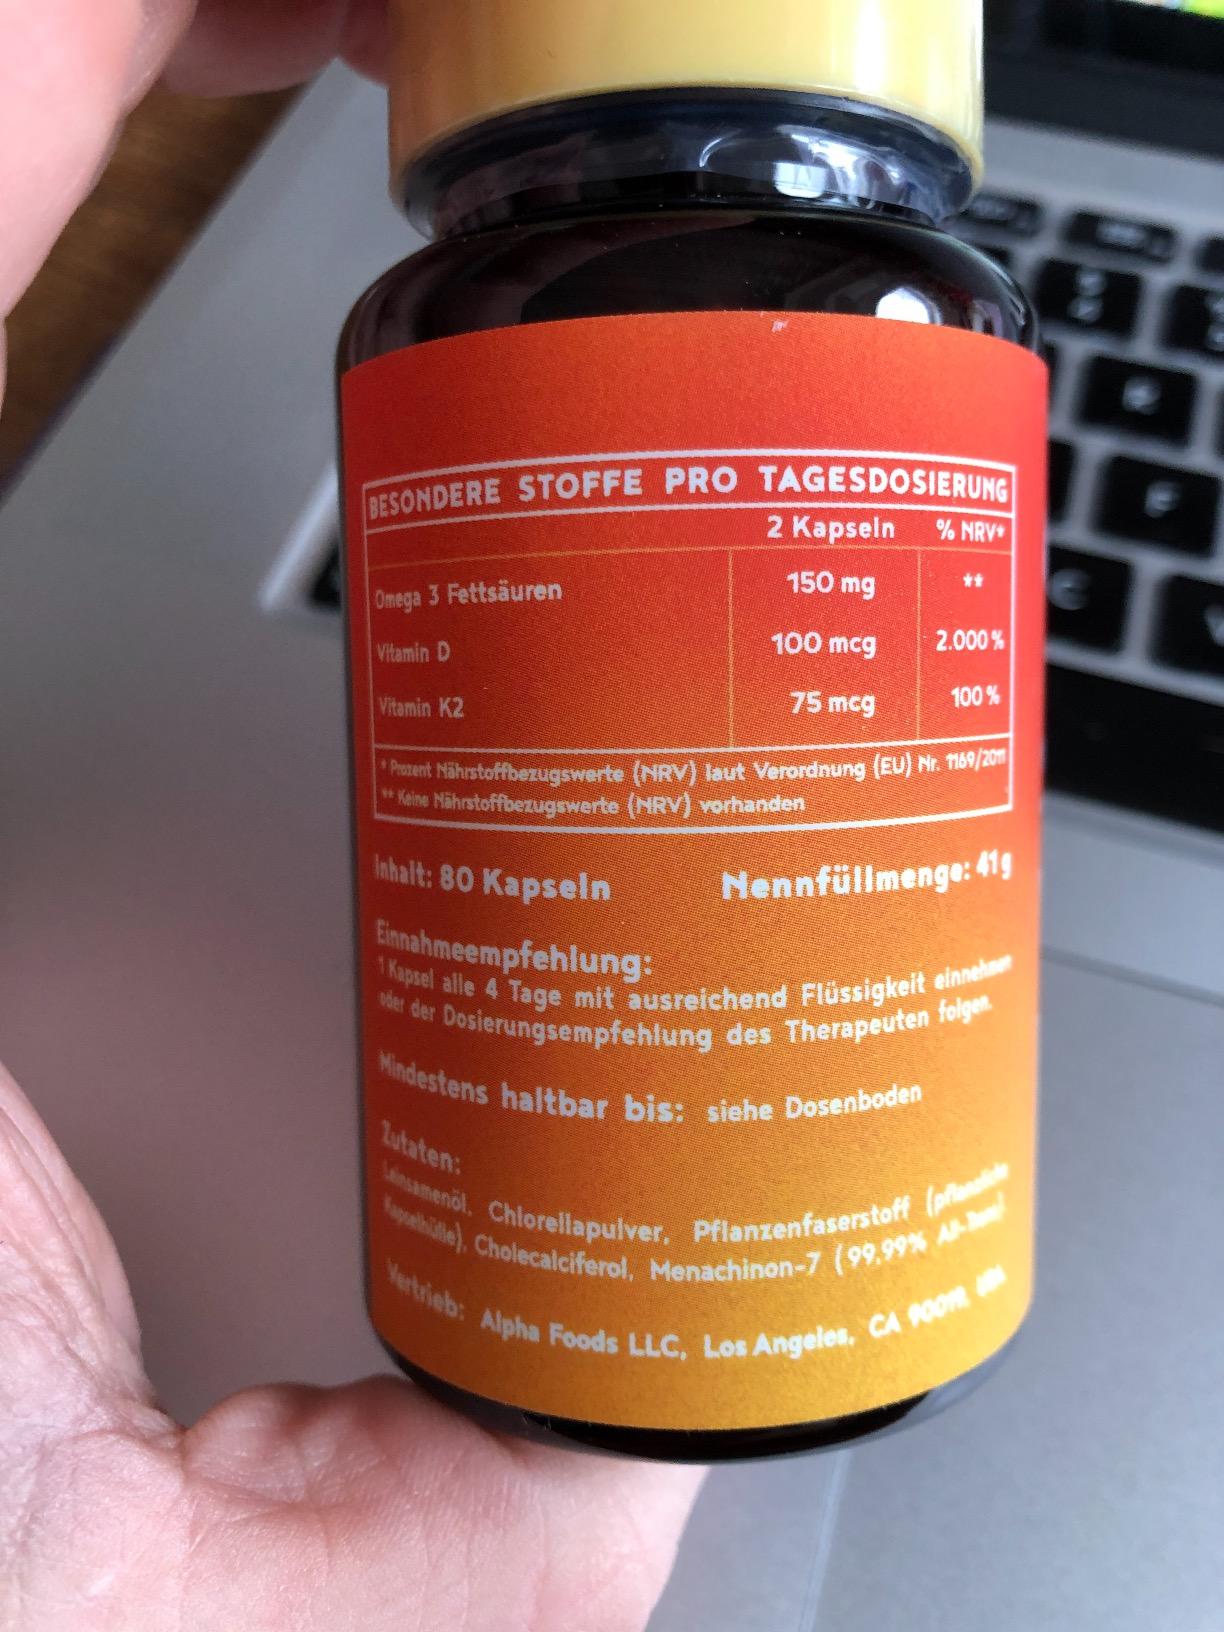 BESONDERE STOFFE PRO TAGESDOSIERUNG
2 Kapseln % NRV*
Omega 3 Fettsäuren 150 mg **
Vitamin D 100 mcg 2.000 %
Vitamin K2 75 mcg 100 %
* Prozent Nährstoffbezugswerte (NRV) laut Verordnung (EU) Nr. 1169/2011
** Keine Nährstoffbezugswerte (NRV) vorhanden
Inhalt: 80 Kapseln Nennfüllmenge: 41 g
Einnahmeempfehlung:
1 Kapsel alle 4 Tage mit ausreichend Flüssigkeit einnehmen
oder der Dosierungsempfehlung des Therapeuten folgen.
Mindestens haltbar bis: siehe Dosenboden
Zutaten:
Leinsamenöl, Chlorellapulver, Pflanzenfaserstoff (pflanzliche
Kapselhülle), Cholecalciferol, Menachinon-7 (99,99% All-Trans)
Vertrieb: Alpha Foods LLC, Los Angeles, CA USA
R
F
C